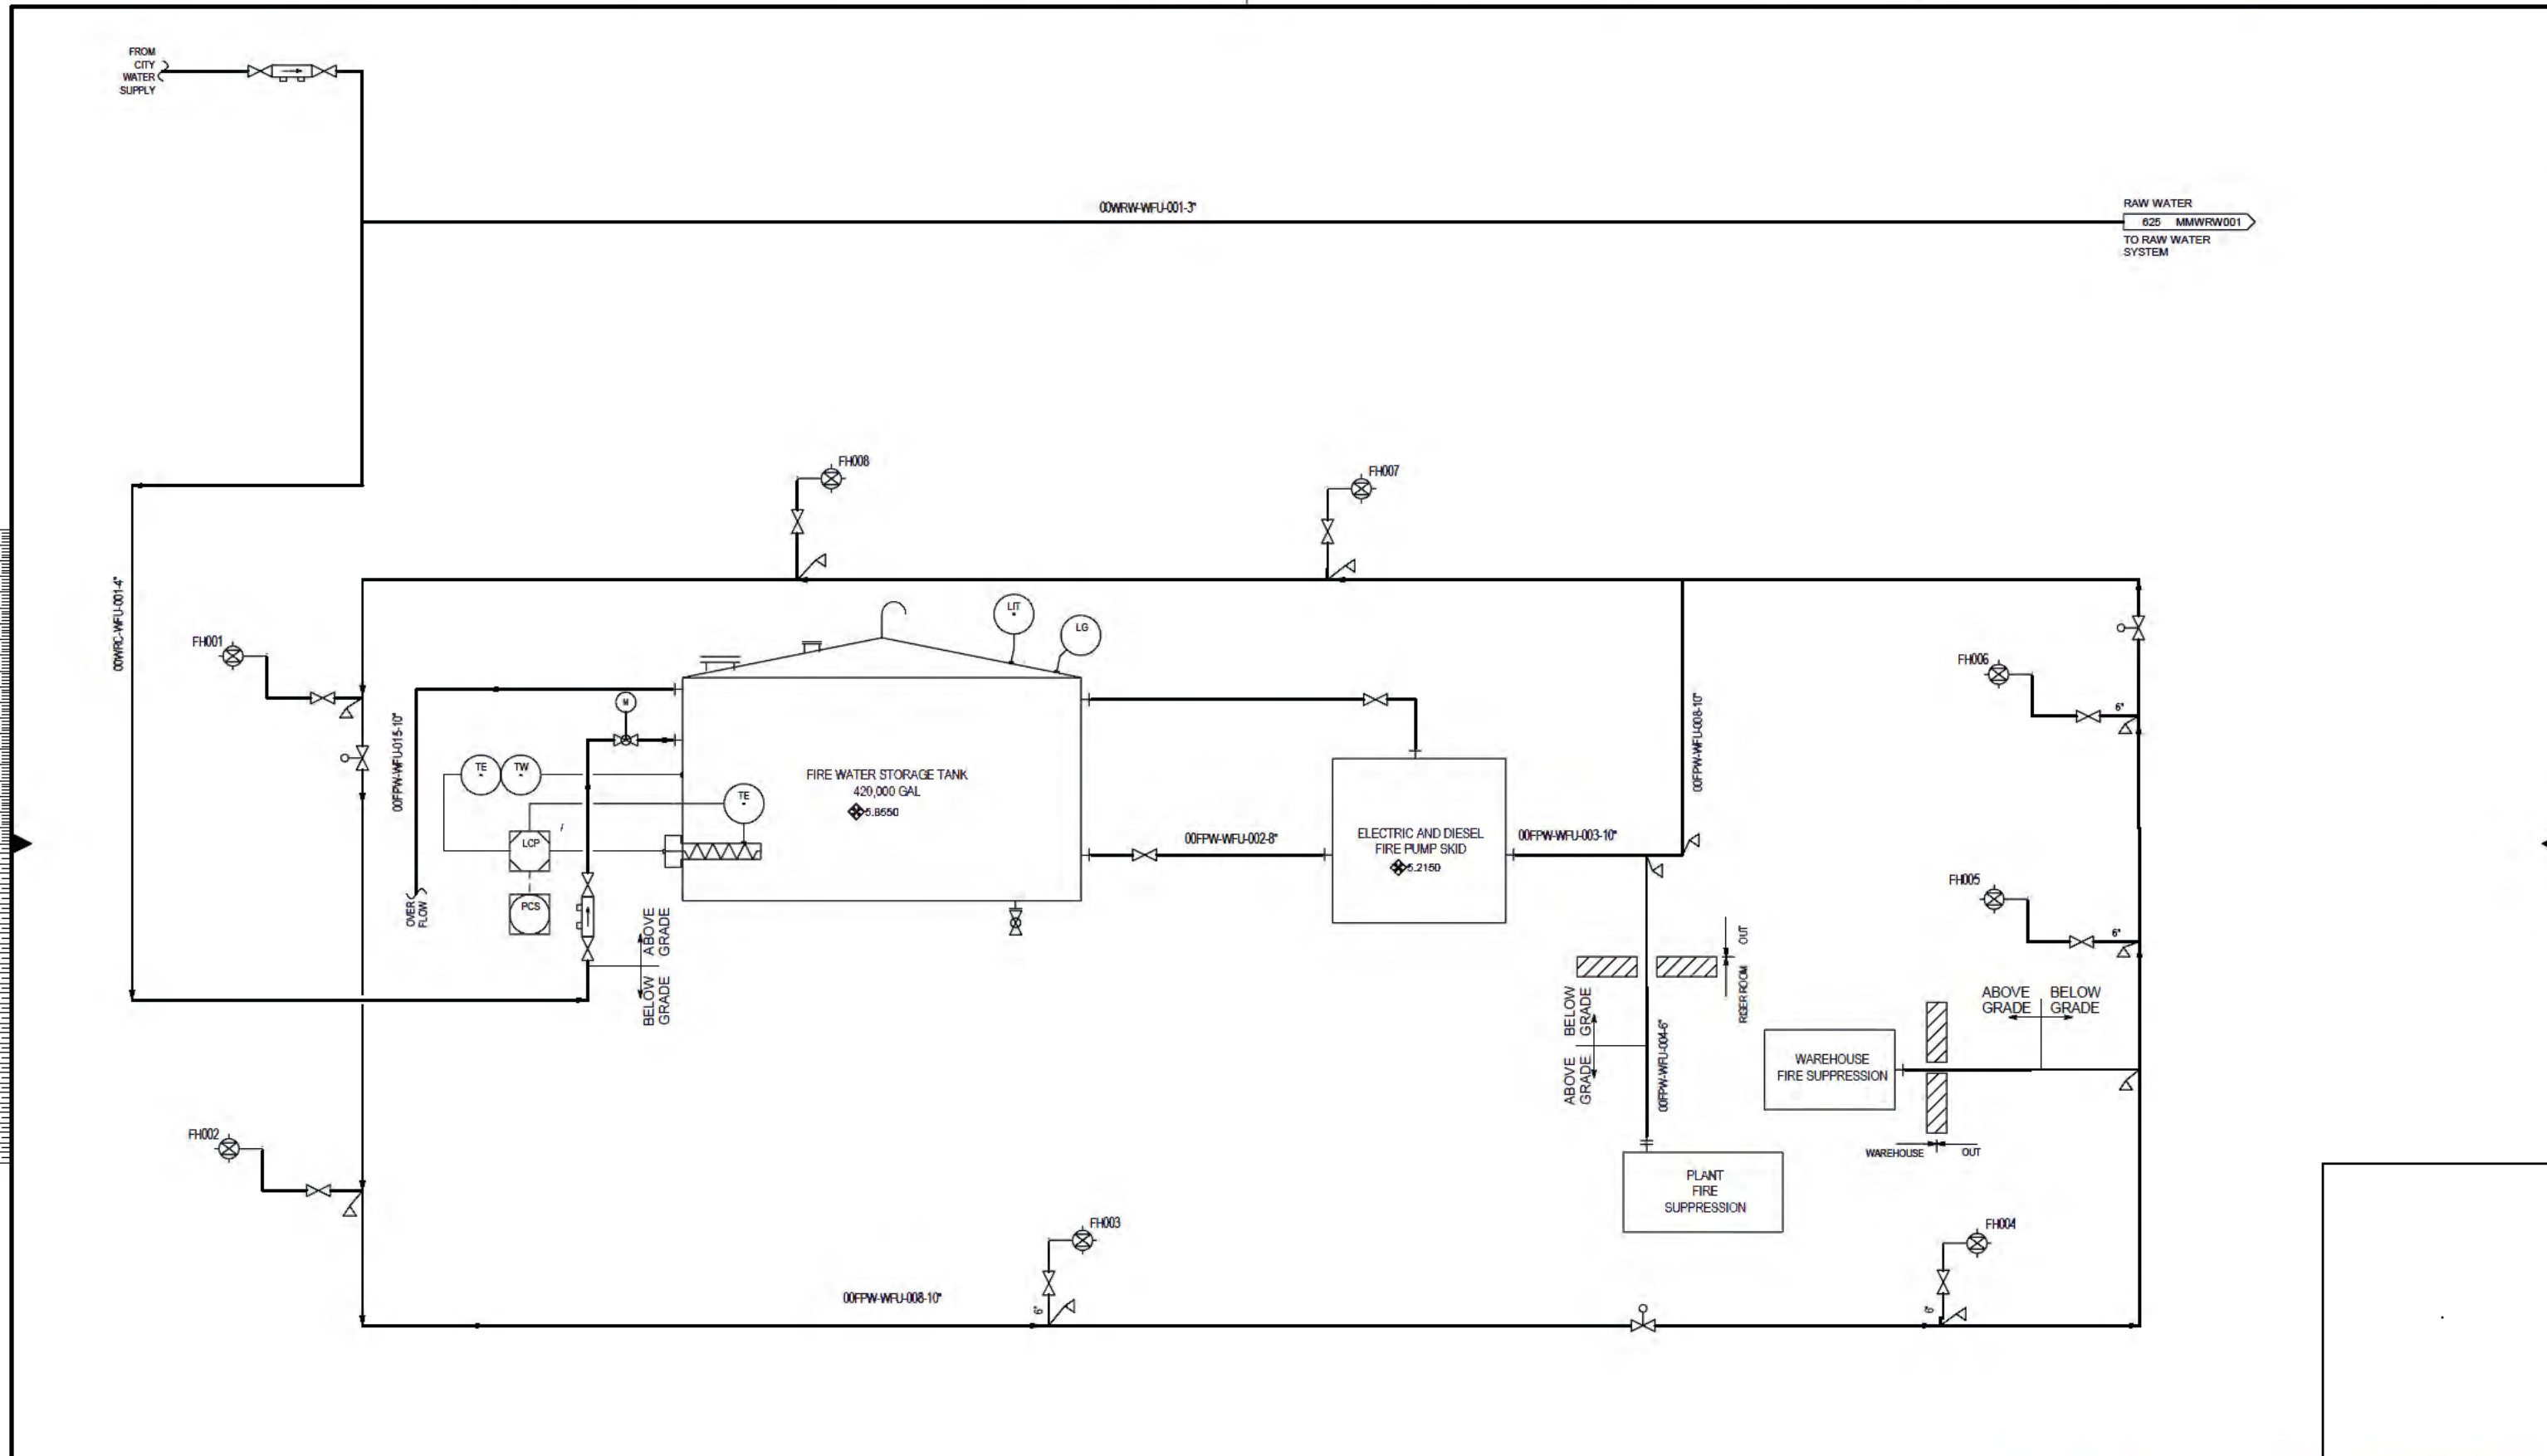 FROM
CITY
WATER
SUPPLY
00WRW-WFU-001-3"
RAW WATER
625 MMWRW001
TO RAW WATER
SYSTEM
FH008
FH007
00WRC-WFU-001-4"
FH001
LIT
LG
FH006
6"
M
00FPW-WFU-015-10"
00FPW-WFU-008-10"
TE
TW
TE
FIRE WATER STORAGE TANK
420,000 GAL
5.8550
LCP
PCS
OVER
FLOW
ABOVE
GRADE
BELOW
GRADE
00FPW-WFU-002-8"
ELECTRIC AND DIESEL
FIRE PUMP SKID
5.2150
00FPW-WFU-003-10"
FH005
6"
OUT
RISER ROOM
BELOW
GRADE
ABOVE
GRADE
00FPW-WFU-004-6"
ABOVE
GRADE
BELOW
GRADE
WAREHOUSE
FIRE SUPPRESSION
WAREHOUSE
OUT
FH002
PLANT
FIRE
SUPPRESSION
FH003
6"
FH004
6"
00FPW-WFU-008-10"